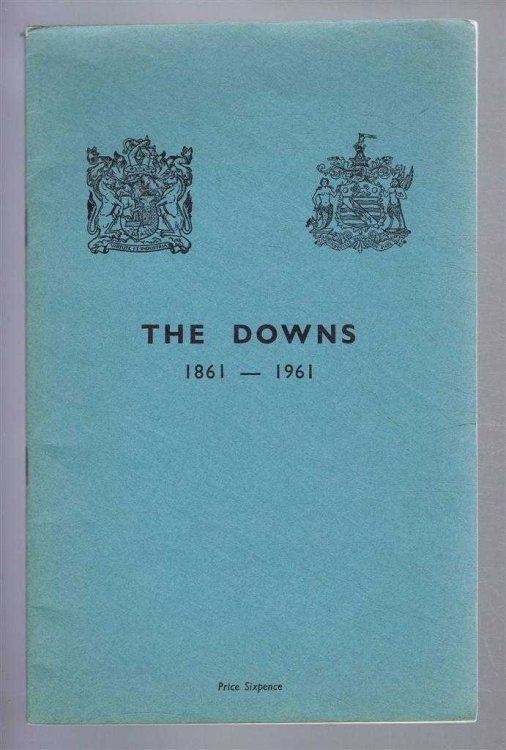 THE DOWNS
1861 — 1961
Price Sixpence